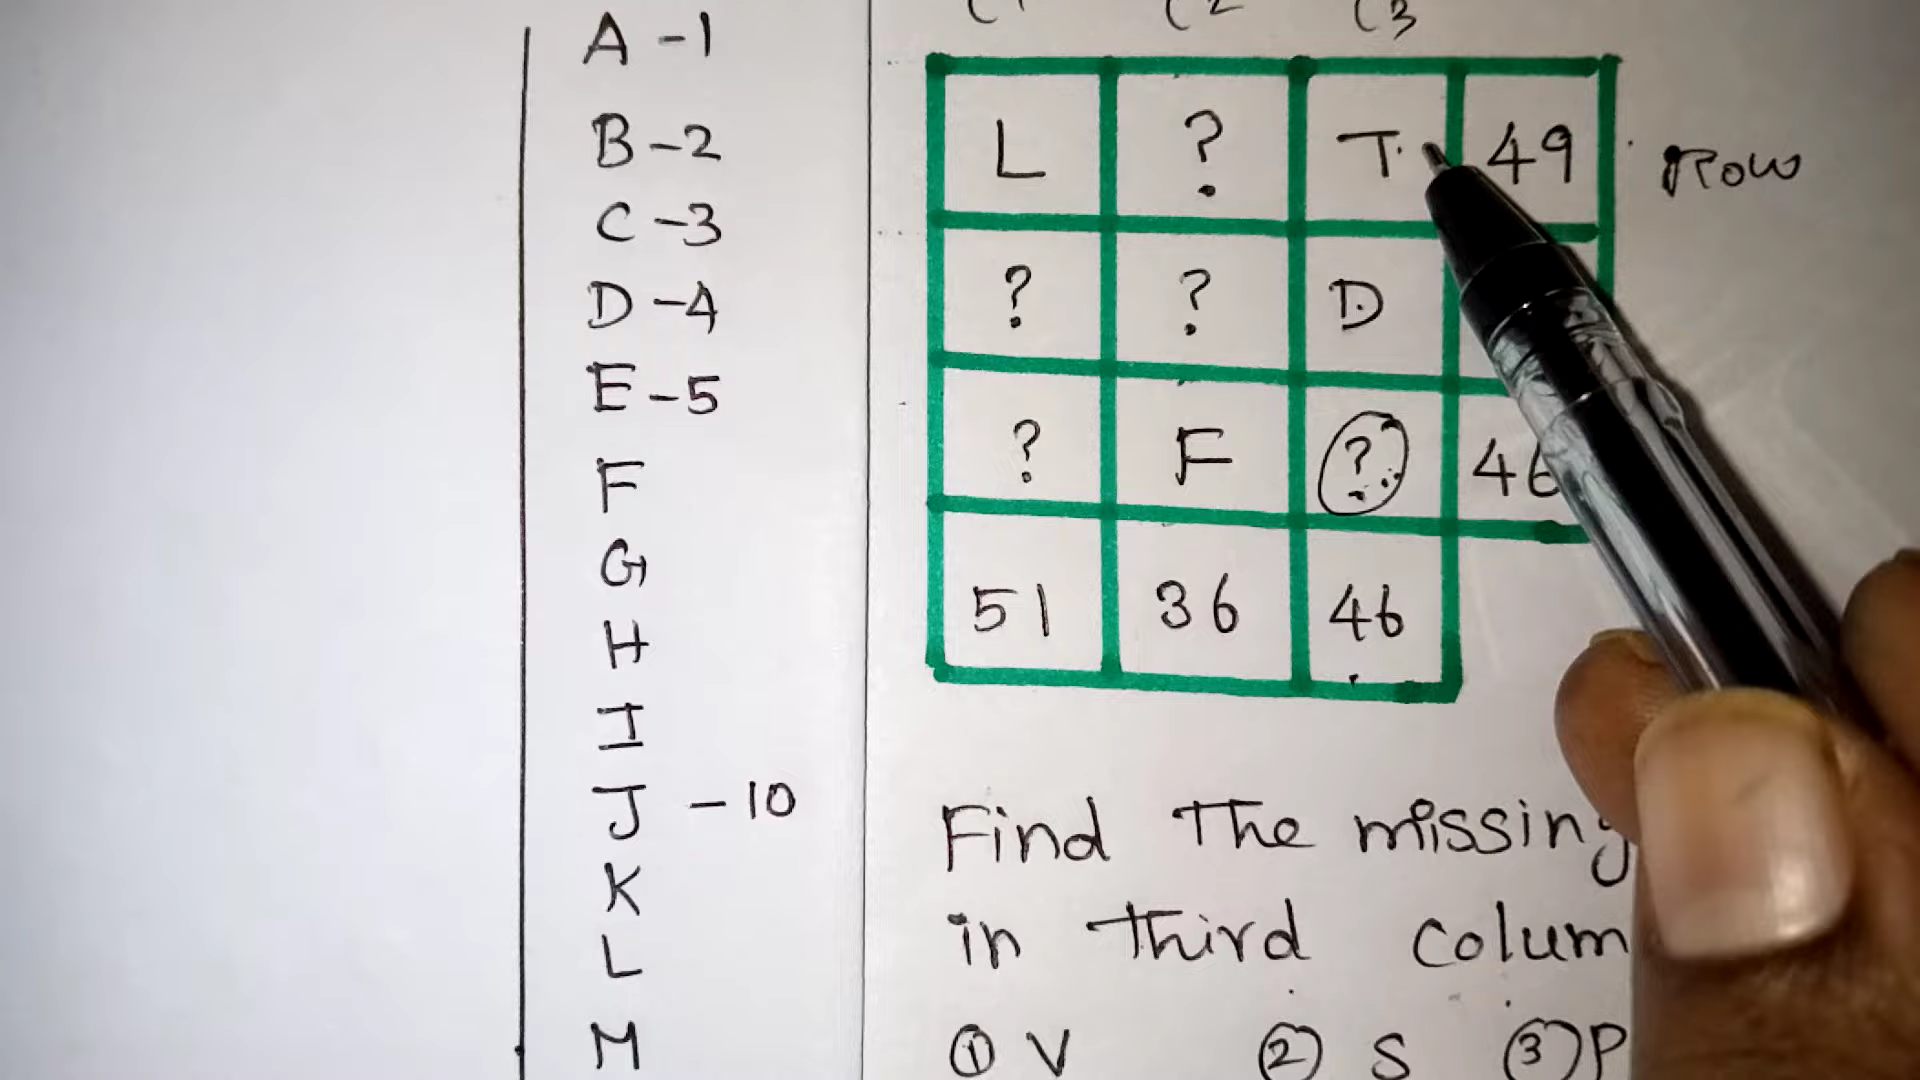 A -1
B -2
C -3
D -4
E -5
F
G
H
I
J - 10
K
L
M
C1 C2 C3
L ? T 49 Row
? ? D
? F ?
51 36 46
Find The missing
in Third Colum
① V ② S ③ P